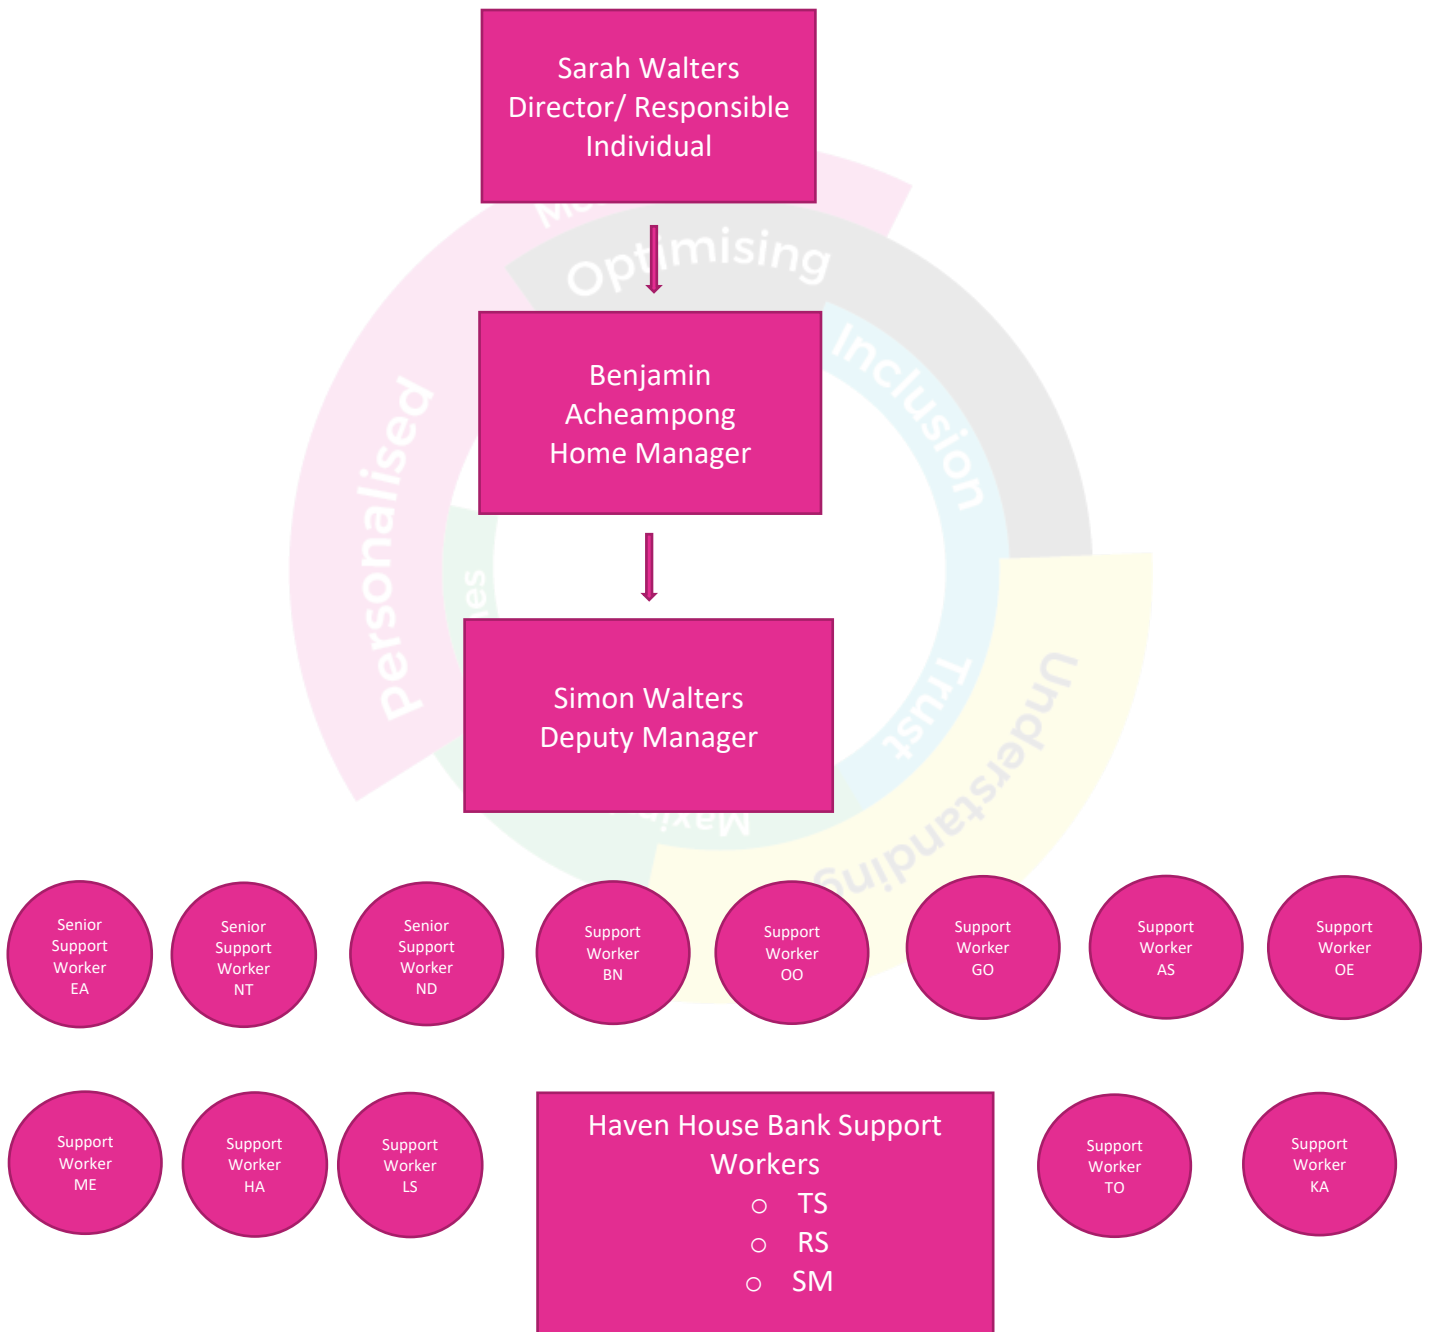 Sarah Walters
Director/ Responsible
Individual
Optimising
Inclusion
Personalised
Benjamin
Acheampong
Home Manager
Trust
Understanding
Simon Walters
Deputy Manager
Senior
Support
Worker
EA
Senior
Support
Worker
NT
Senior
Support
Worker
ND
Support
Worker
BN
Support
Worker
OO
Support
Worker
GO
Support
Worker
AS
Support
Worker
OE
Support
Worker
ME
Support
Worker
HA
Support
Worker
LS
Haven House Bank Support
Workers
o TS
o RS
o SM
Support
Worker
TO
Support
Worker
KA